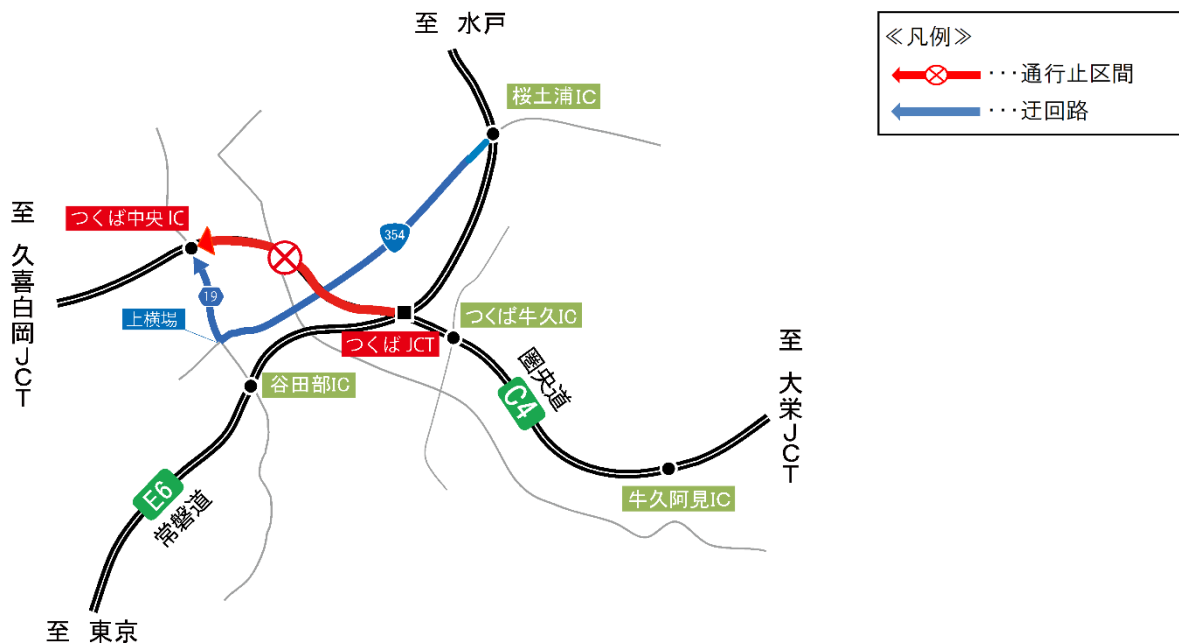 至 水戸
≪凡例≫
･･･通行止区間
･･･迂回路
桜土浦IC
つくば中央IC
354
至 久喜白岡JCT
19
上横場
つくばJCT
つくば牛久IC
谷田部IC
圏央道
C4
至 大栄JCT
牛久阿見IC
E6
常磐道
至 東京